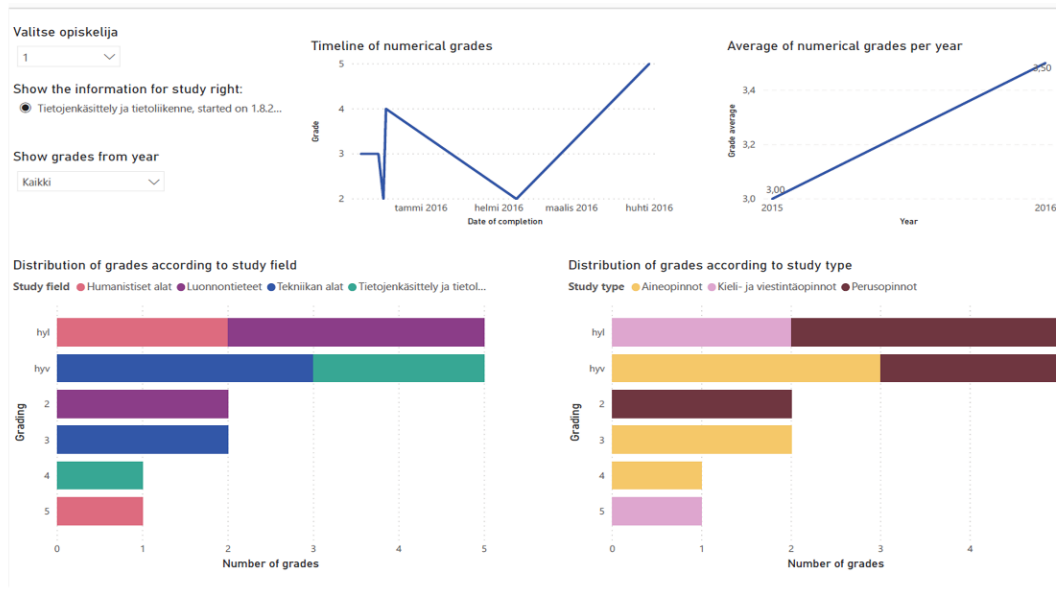 Valitse opiskelija
1
Show the information for study right:
Tietojenkäsittely ja tietoliikenne, started on 1.8.2...
Show grades from year
Kaikki
Timeline of numerical grades
Grade
5
4
3
2
tammi 2016 helmi 2016 maalis 2016 huhti 2016
Date of completion
Average of numerical grades per year
Grade average
3,50
3,4
3,2
3,00
3,0
2015 2016
Year
Distribution of grades according to study field
Study field Humanistiset alat Luonnontieteet Tekniikan alat Tietojenkäsittely ja tietol...
Grading
hyl
hyv
2
3
4
5
0 1 2 3 4 5
Number of grades
Distribution of grades according to study type
Study type Aineopinnot Kieli- ja viestintäopinnot Perusopinnot
Grading
hyl
hyv
2
3
4
5
0 1 2 3 4
Number of grades